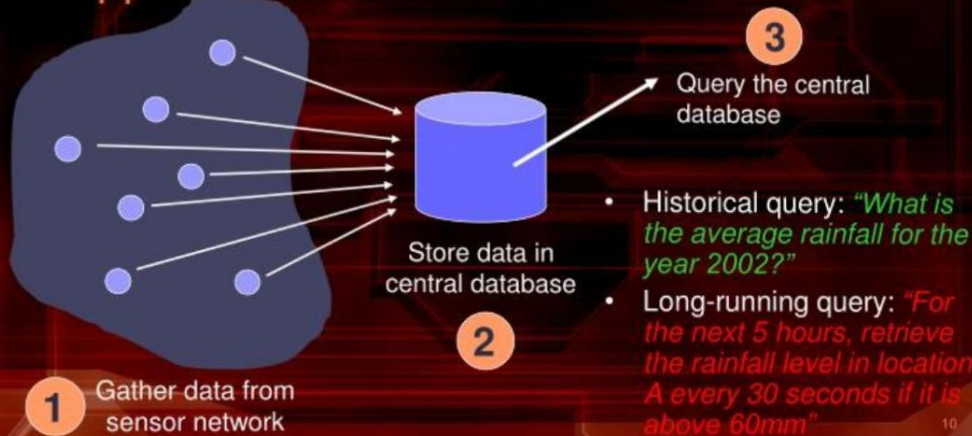 3
Query the central
database
Store data in
central database
2
1
Gather data from
sensor network
• Historical query: “What is
the average rainfall for the
year 2002?”
• Long-running query: “For
the next 5 hours, retrieve
the rainfall level in location
A every 30 seconds if it is
above 60mm”
10